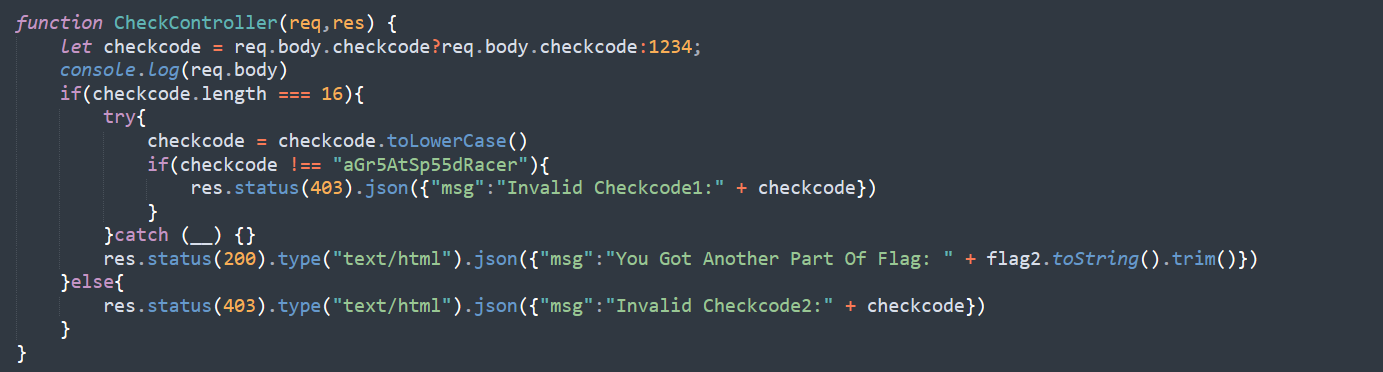 function CheckController(req,res) {
    let checkcode = req.body.checkcode?req.body.checkcode:1234;
    console.log(req.body)
    if(checkcode.length === 16){
        try{
            checkcode = checkcode.toLowerCase()
            if(checkcode !== "aGr5AtSp55dRacer"){
                res.status(403).json({"msg":"Invalid Checkcode1:" + checkcode})
            }
        }catch (__) {}
        res.status(200).type("text/html").json({"msg":"You Got Another Part Of Flag: " + flag2.toString().trim()})
    }else{
        res.status(403).type("text/html").json({"msg":"Invalid Checkcode2:" + checkcode})
    }
}